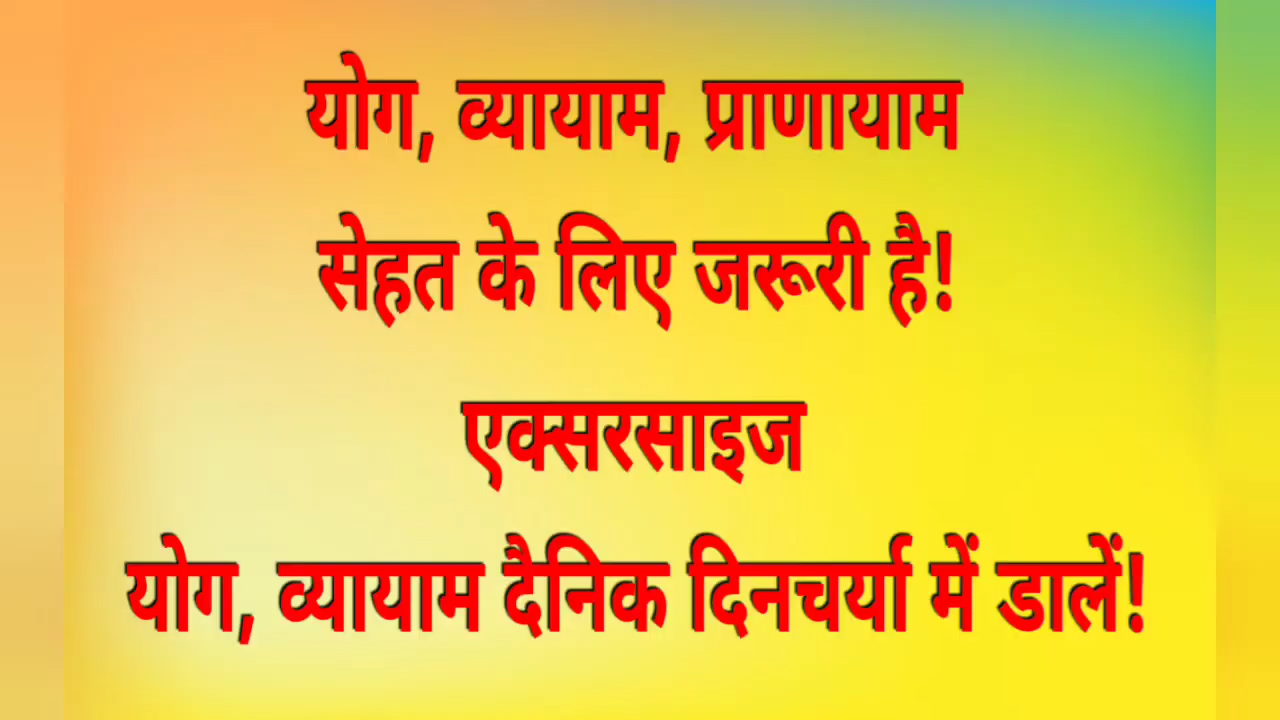 योग, व्यायाम, प्राणायाम
सेहत के लिए जरूरी है!
एक्सरसाइज
योग, व्यायाम दैनिक दिनचर्या में डालें!